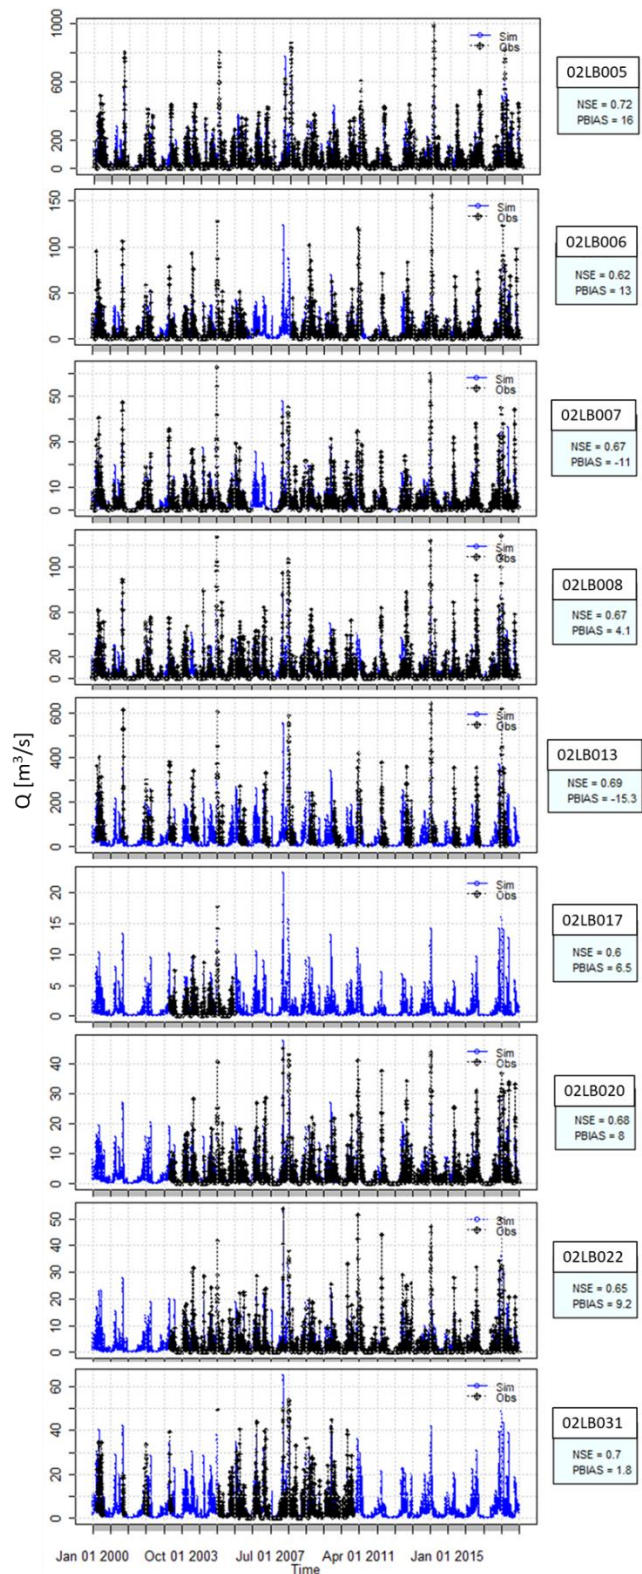 1000
600
200
0
Sim
Obs
02LB005
NSE = 0.72
PBIAS = 16
150
100
50
0
Sim
Obs
02LB006
NSE = 0.62
PBIAS = 13
50
30
10
0
Sim
Obs
02LB007
NSE = 0.67
PBIAS = -11
100
60
20
0
Sim
Obs
02LB008
NSE = 0.67
PBIAS = 4.1
Q [m³/s]
600
400
200
0
Sim
Obs
02LB013
NSE = 0.69
PBIAS = -15.3
20
15
10
5
0
Sim
Obs
02LB017
NSE = 0.6
PBIAS = 6.5
40
30
20
10
0
Sim
Obs
02LB020
NSE = 0.68
PBIAS = 8
50
40
30
20
10
0
Sim
Obs
02LB022
NSE = 0.65
PBIAS = 9.2
60
40
20
0
Sim
Obs
02LB031
NSE = 0.7
PBIAS = 1.8
Jan 01 2000 Oct 01 2003 Jul 01 2007 Apr 01 2011 Jan 01 2015
Time